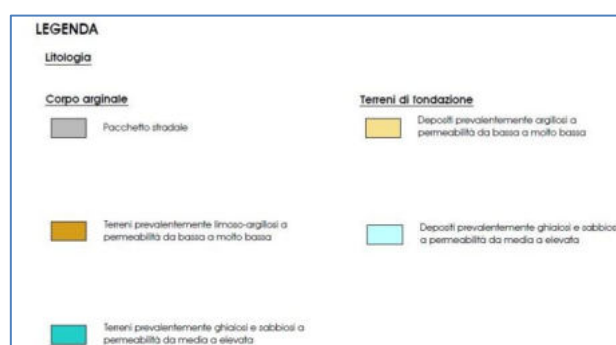 LEGENDA
Litologia
Corpo arginale
Pacchetto stradale
Terreni prevalentemente limoso-argillosi a
permeabilità da bassa a molto bassa
Terreni prevalentemente ghiaiosi e sabbiosi a
permeabilità da media a elevata
Terreni di fondazione
Depositi prevalentemente argillosi a
permeabilità da bassa a molto bassa
Depositi prevalentemente ghiaiosi e sabbios
a permeabilità da media a elevata